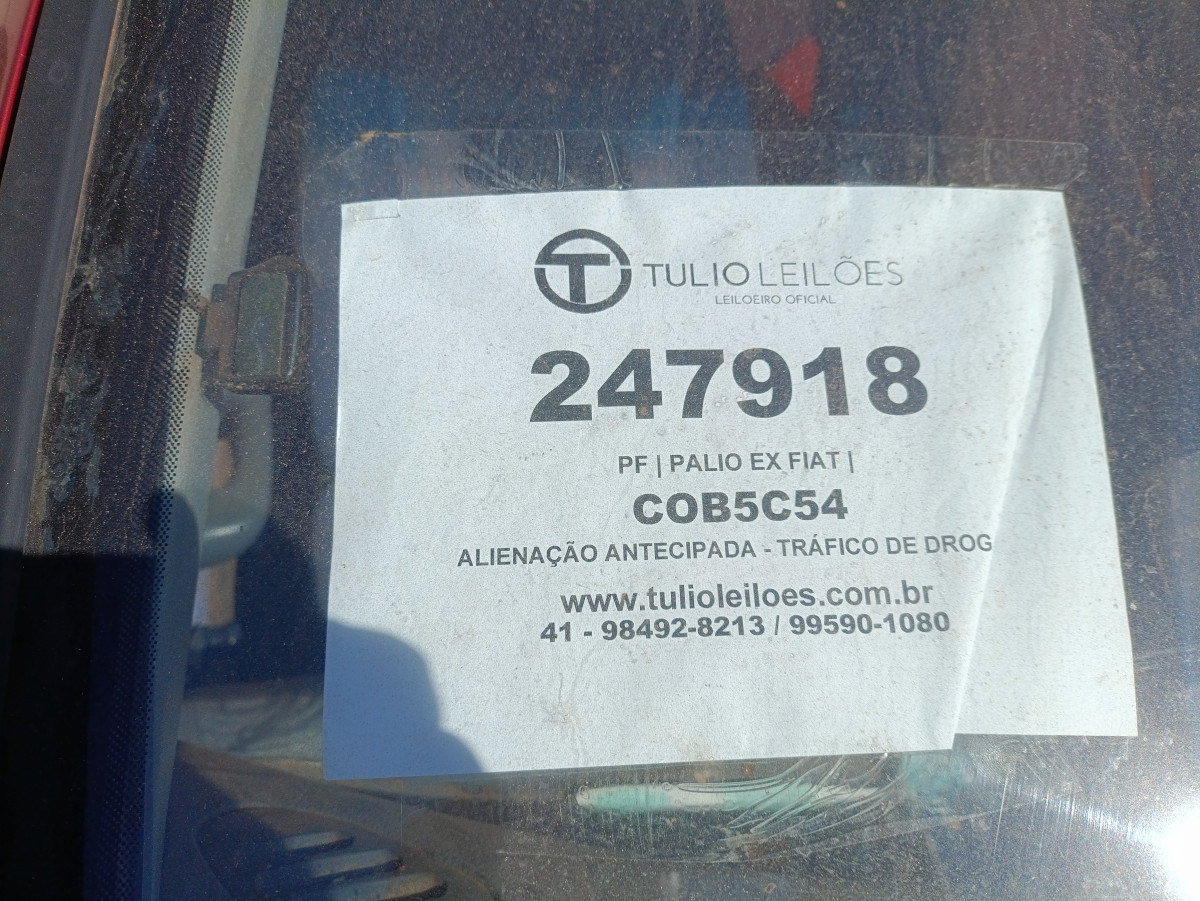 TULIO LEILÕES
LEILOEIRO OFICIAL
247918
PF | PALIO EX FIAT |
COB5C54
ALIENAÇÃO ANTECIPADA - TRÁFICO DE DROG
www.tulioleiloes.com.br
41 - 98492-8213 / 99590-1080